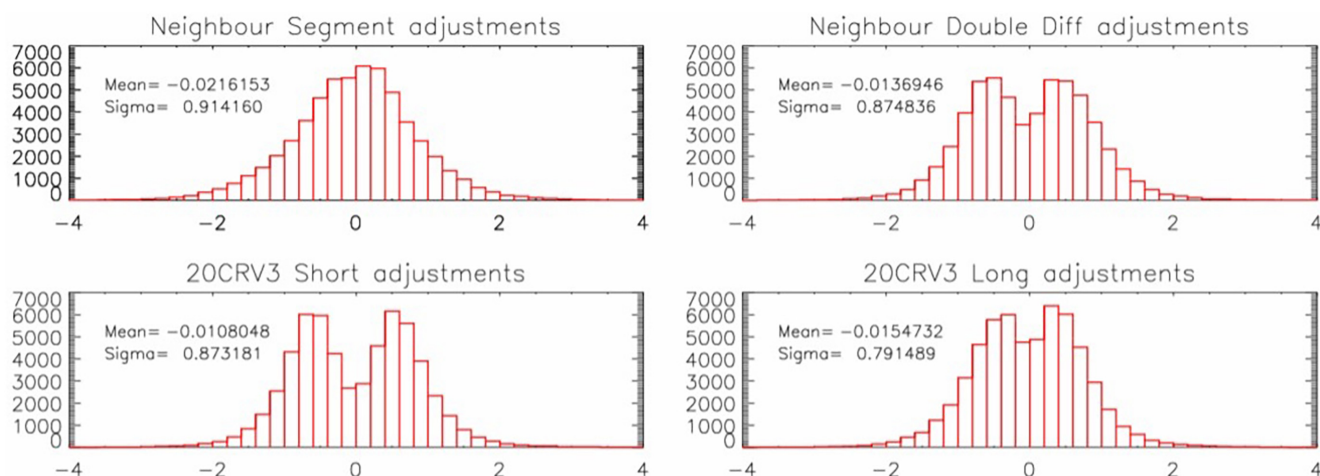 Neighbour Segment adjustments
7000
6000
5000
4000
3000
2000
1000
0
Mean= −0.0216153
Sigma= 0.914160
−4 −2 0 2 4
Neighbour Double Diff adjustments
7000
6000
5000
4000
3000
2000
1000
0
Mean= −0.0136946
Sigma= 0.874836
−4 −2 0 2 4
20CRV3 Short adjustments
7000
6000
5000
4000
3000
2000
1000
0
Mean= −0.0108048
Sigma= 0.873181
−4 −2 0 2 4
20CRV3 Long adjustments
7000
6000
5000
4000
3000
2000
1000
0
Mean= −0.0154732
Sigma= 0.791489
−4 −2 0 2 4